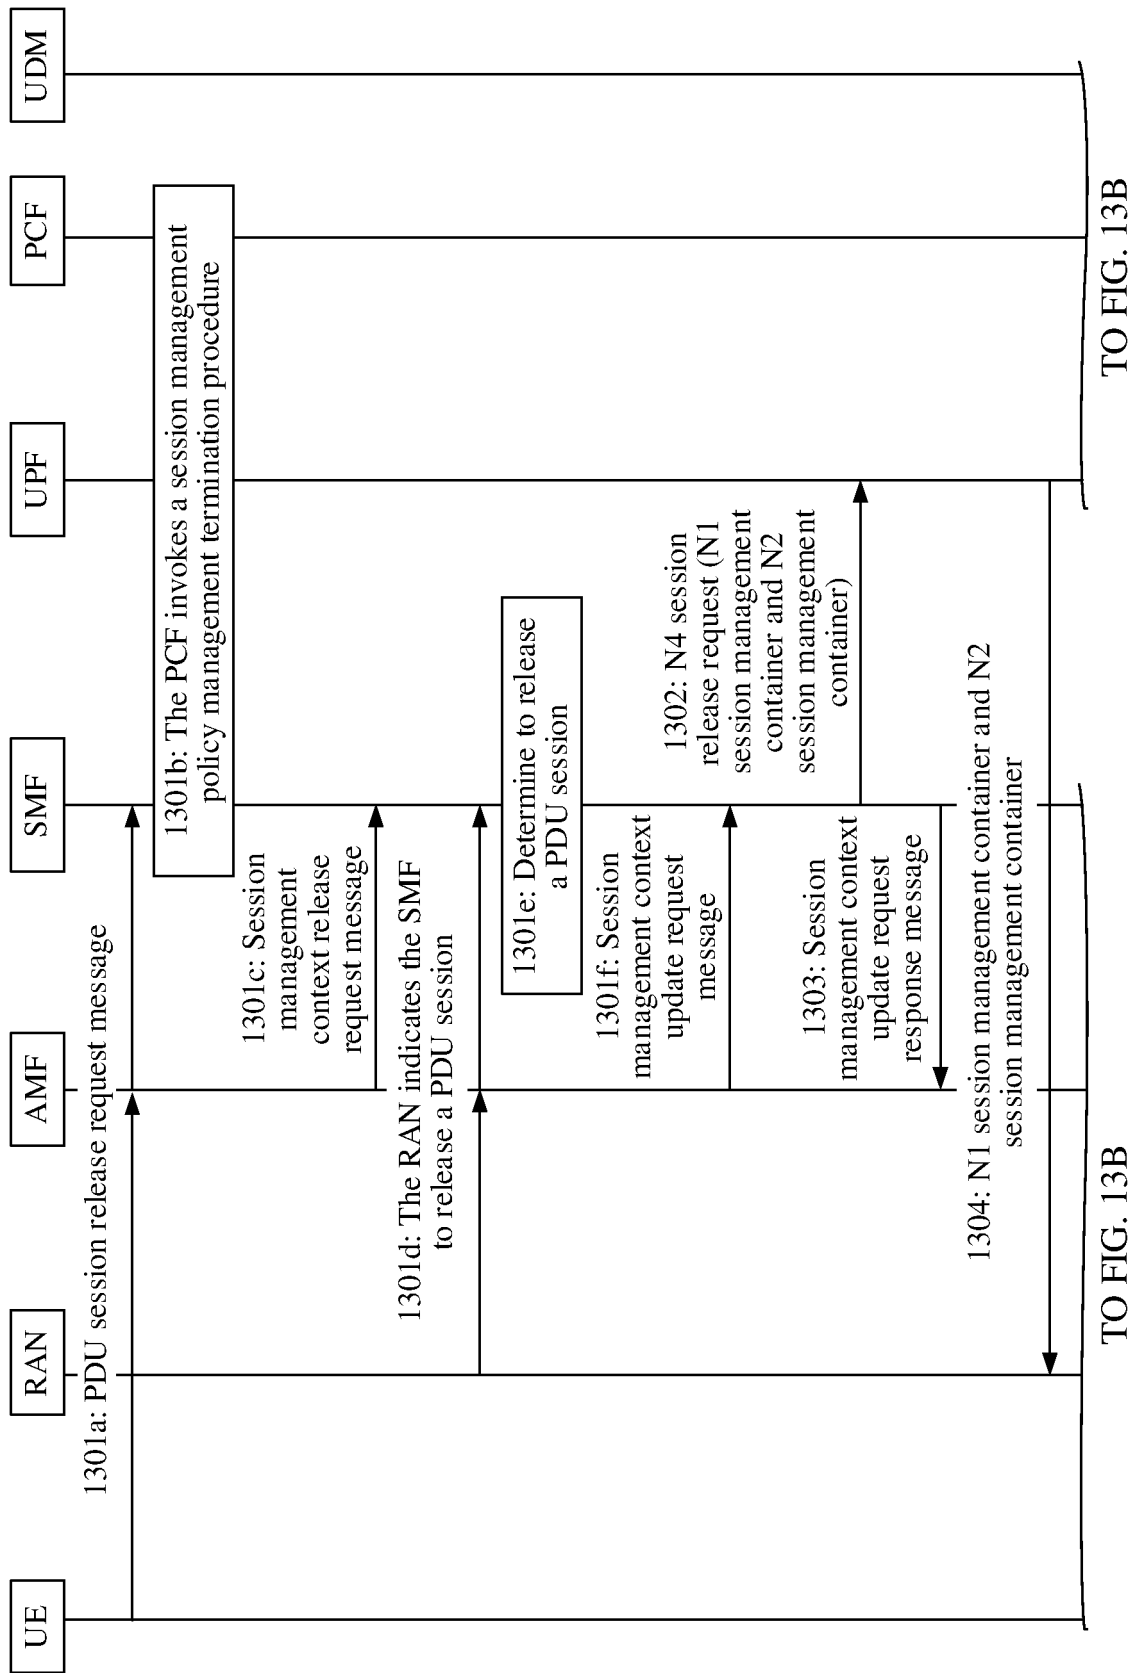 UE
RAN
AMF
SMF
UPF
PCF
UDM
1301a: PDU session release request message
1301b: The PCF invokes a session management
policy management termination procedure
1301c: Session
management
context release
request message
1301d: The RAN indicates the SMF
to release a PDU session
1301e: Determine to release
a PDU session
1301f: Session
management context
update request
message
1302: N4 session
release request (N1
session management
container and N2
session management
container)
1303: Session
management context
update request
response message
1304: N1 session management container and N2
session management container
TO FIG. 13B
TO FIG. 13B